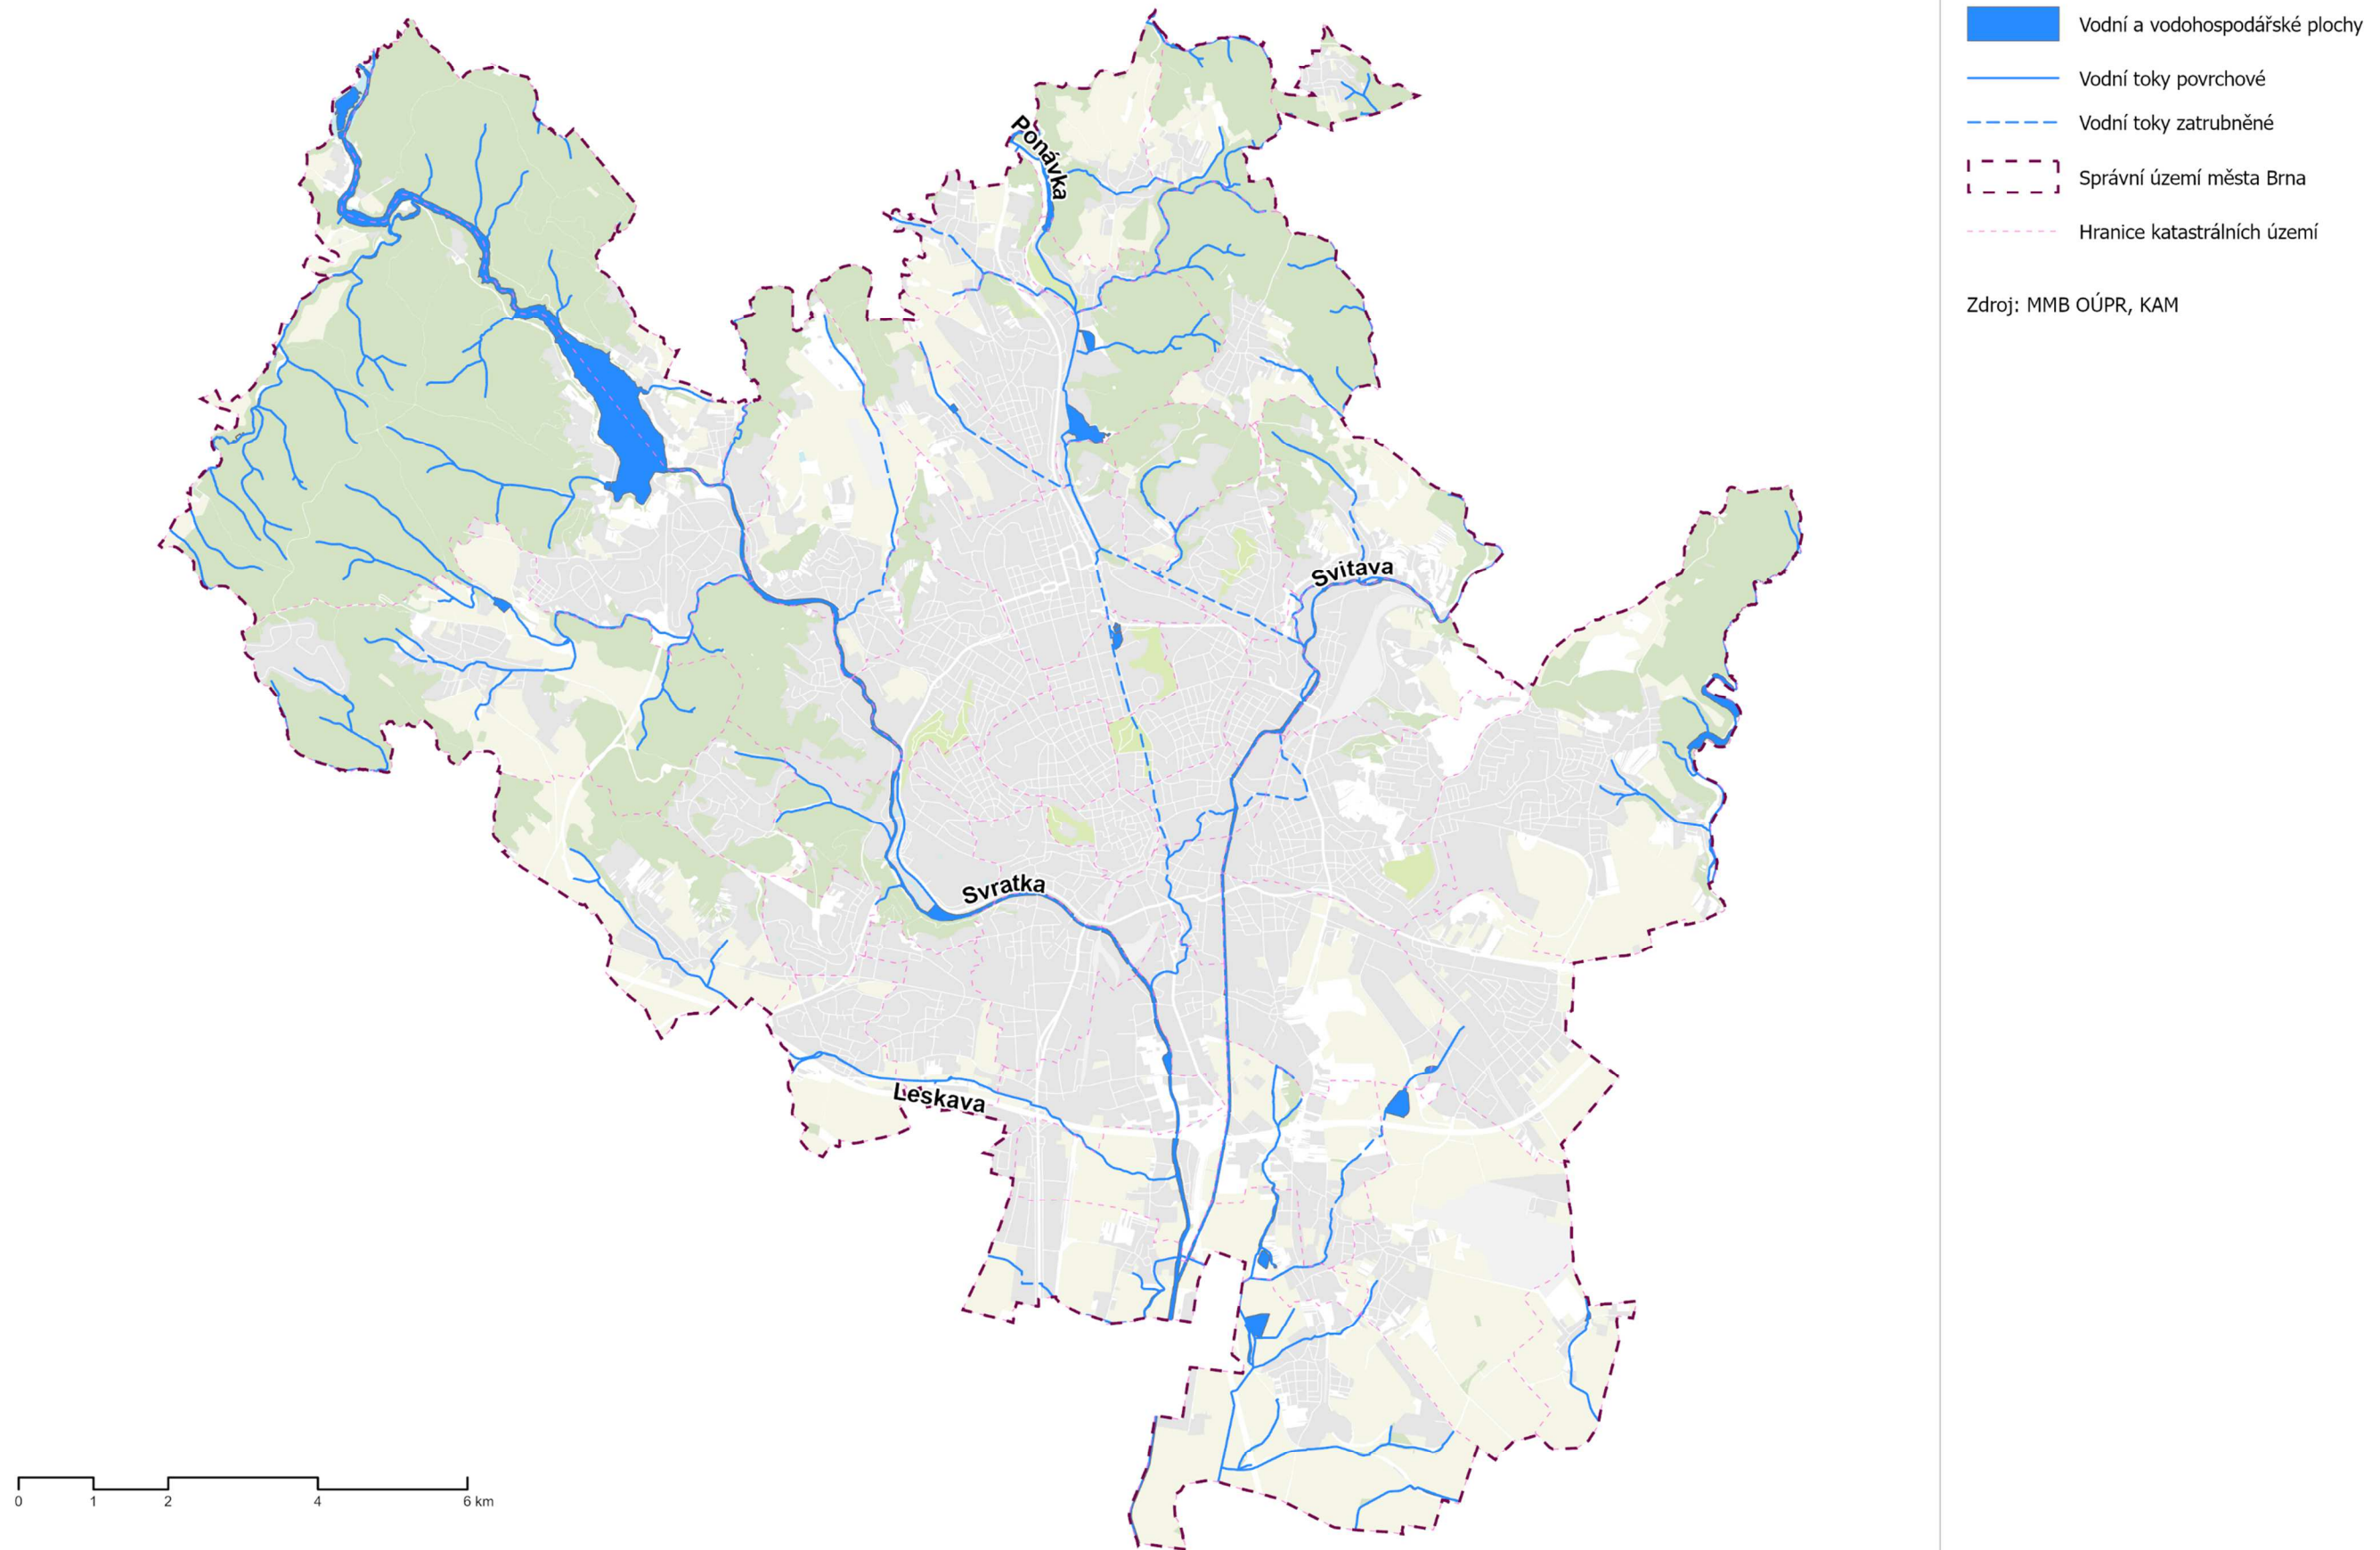 Ponávka
Svitava
Svratka
Leskava
0 1 2 4 6 km
Vodní a vodohospodářské plochy
Vodní toky povrchové
Vodní toky zatrubněné
Správní území města Brna
Hranice katastrálních území
Zdroj: MMB OÚPR, KAM